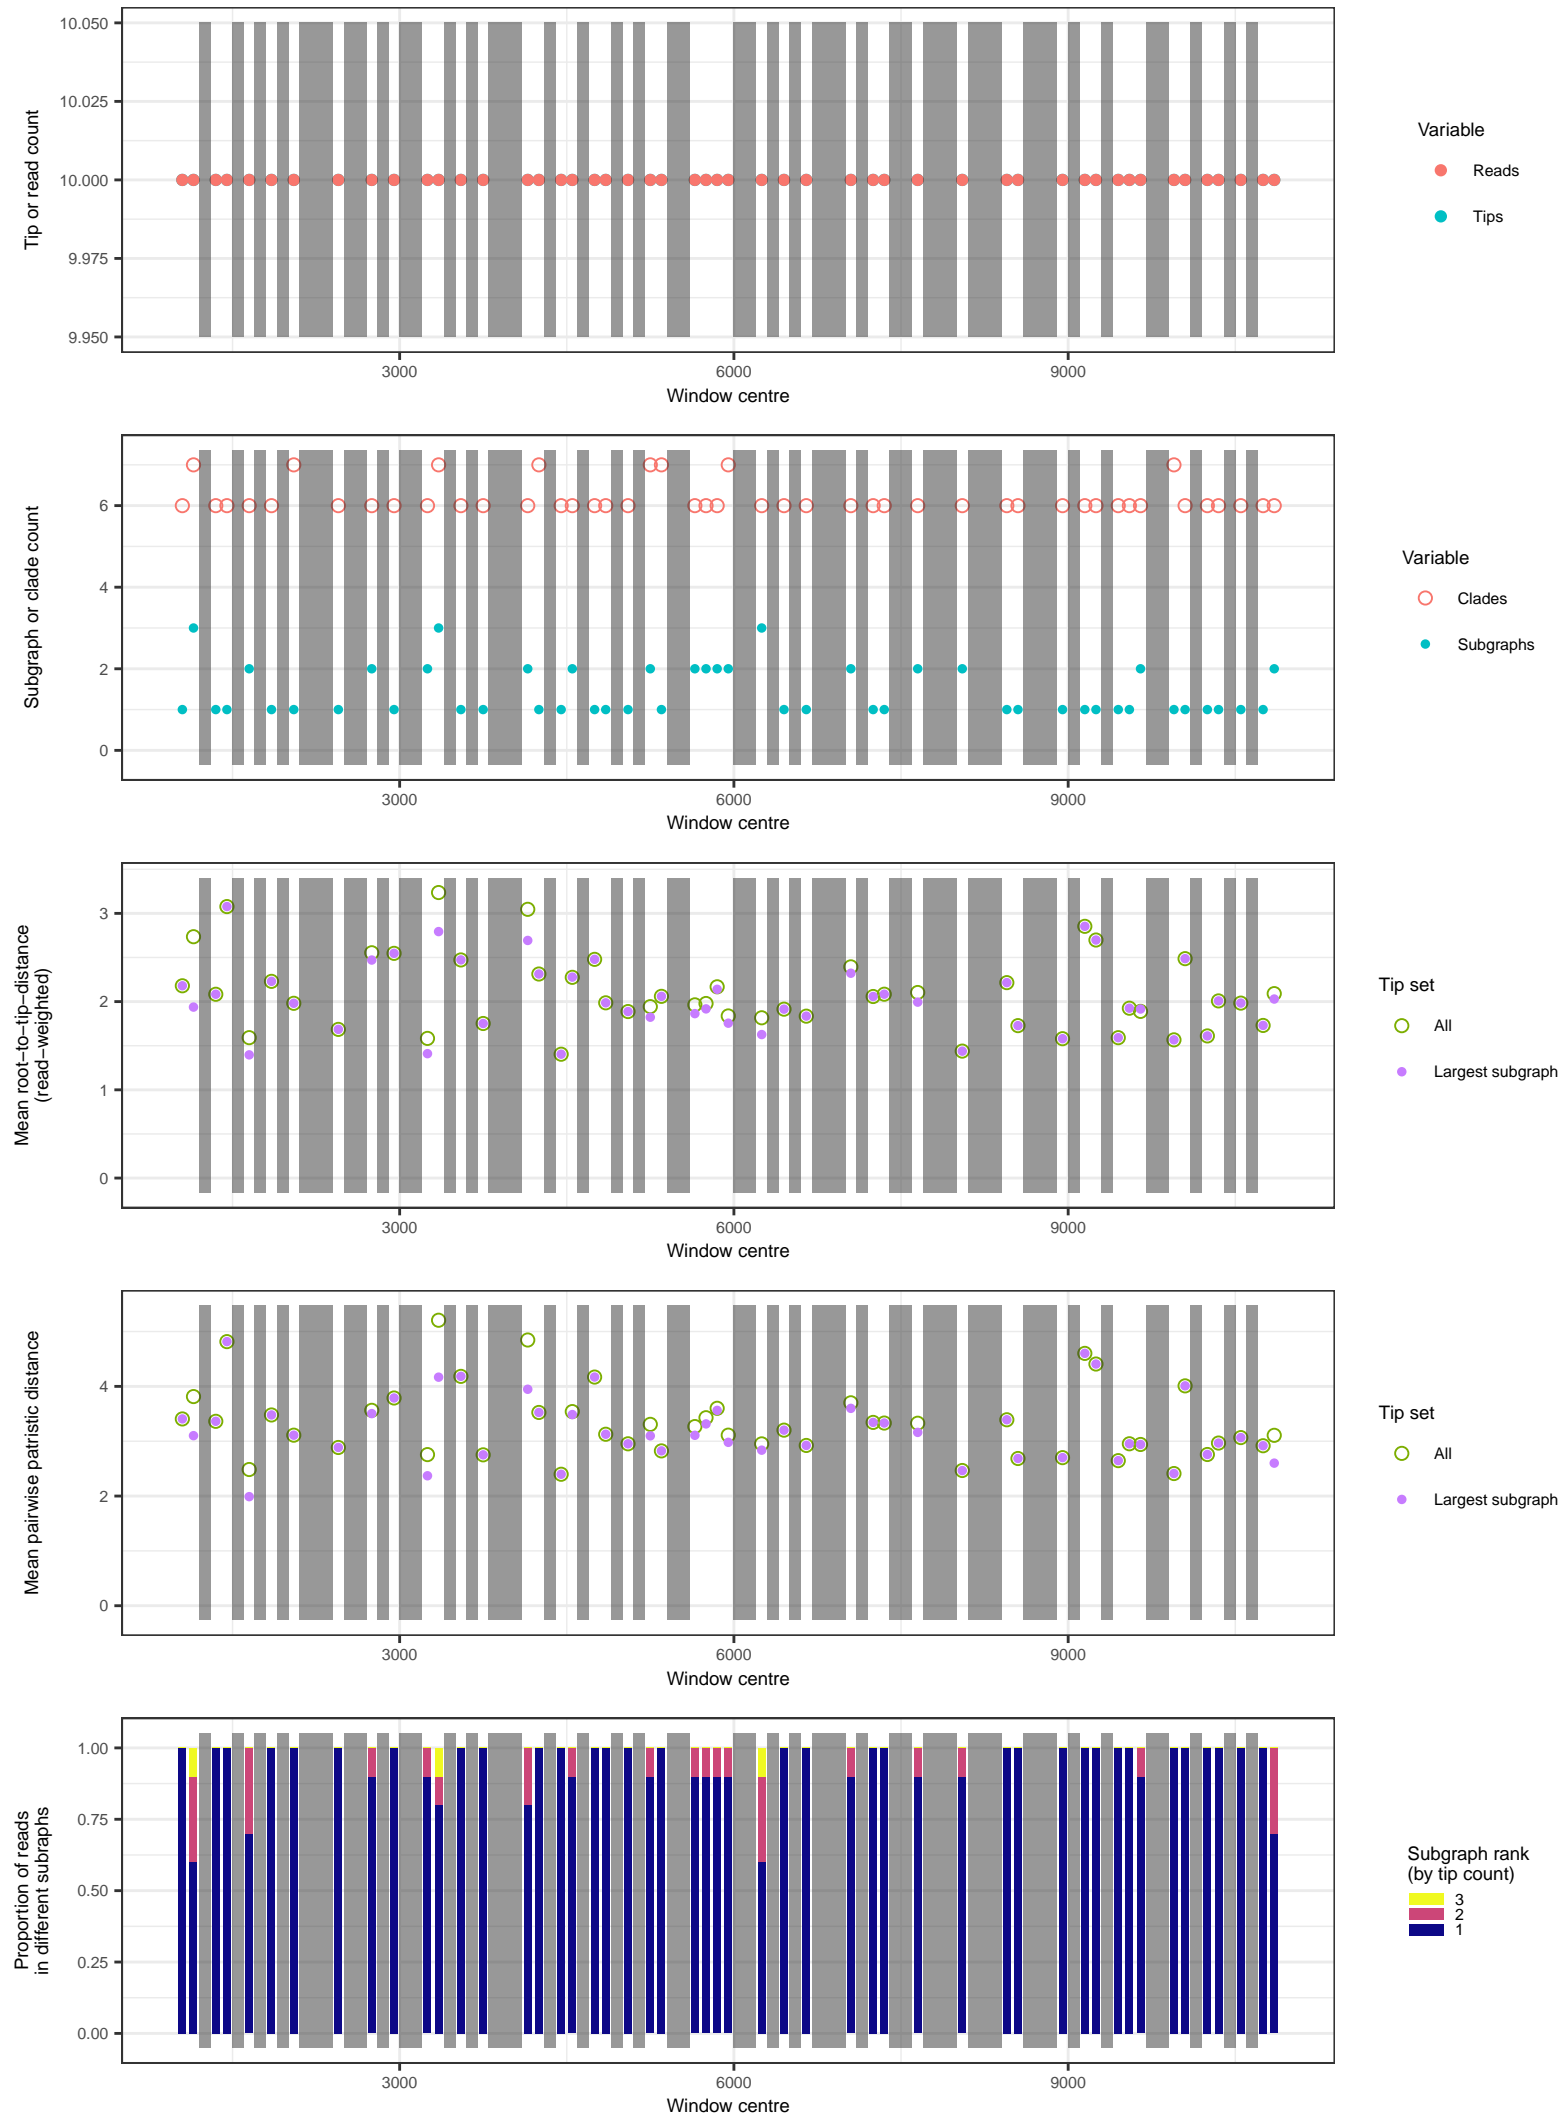 10.050
10.025
10.000
9.975
9.950
Tip or read count
3000
6000
9000
Window centre
Variable
Reads
Tips
6
4
2
0
Subgraph or clade count
3000
6000
9000
Window centre
Variable
Clades
Subgraphs
3
2
1
0
Mean root−to−tip−distance
(read−weighted)
3000
6000
9000
Window centre
Tip set
All
Largest subgraph
4
2
0
Mean pairwise patristic distance
3000
6000
9000
Window centre
Tip set
All
Largest subgraph
1.00
0.75
0.50
0.25
0.00
Proportion of reads
in different subraphs
3000
6000
9000
Window centre
Subgraph rank
(by tip count)
3
2
1